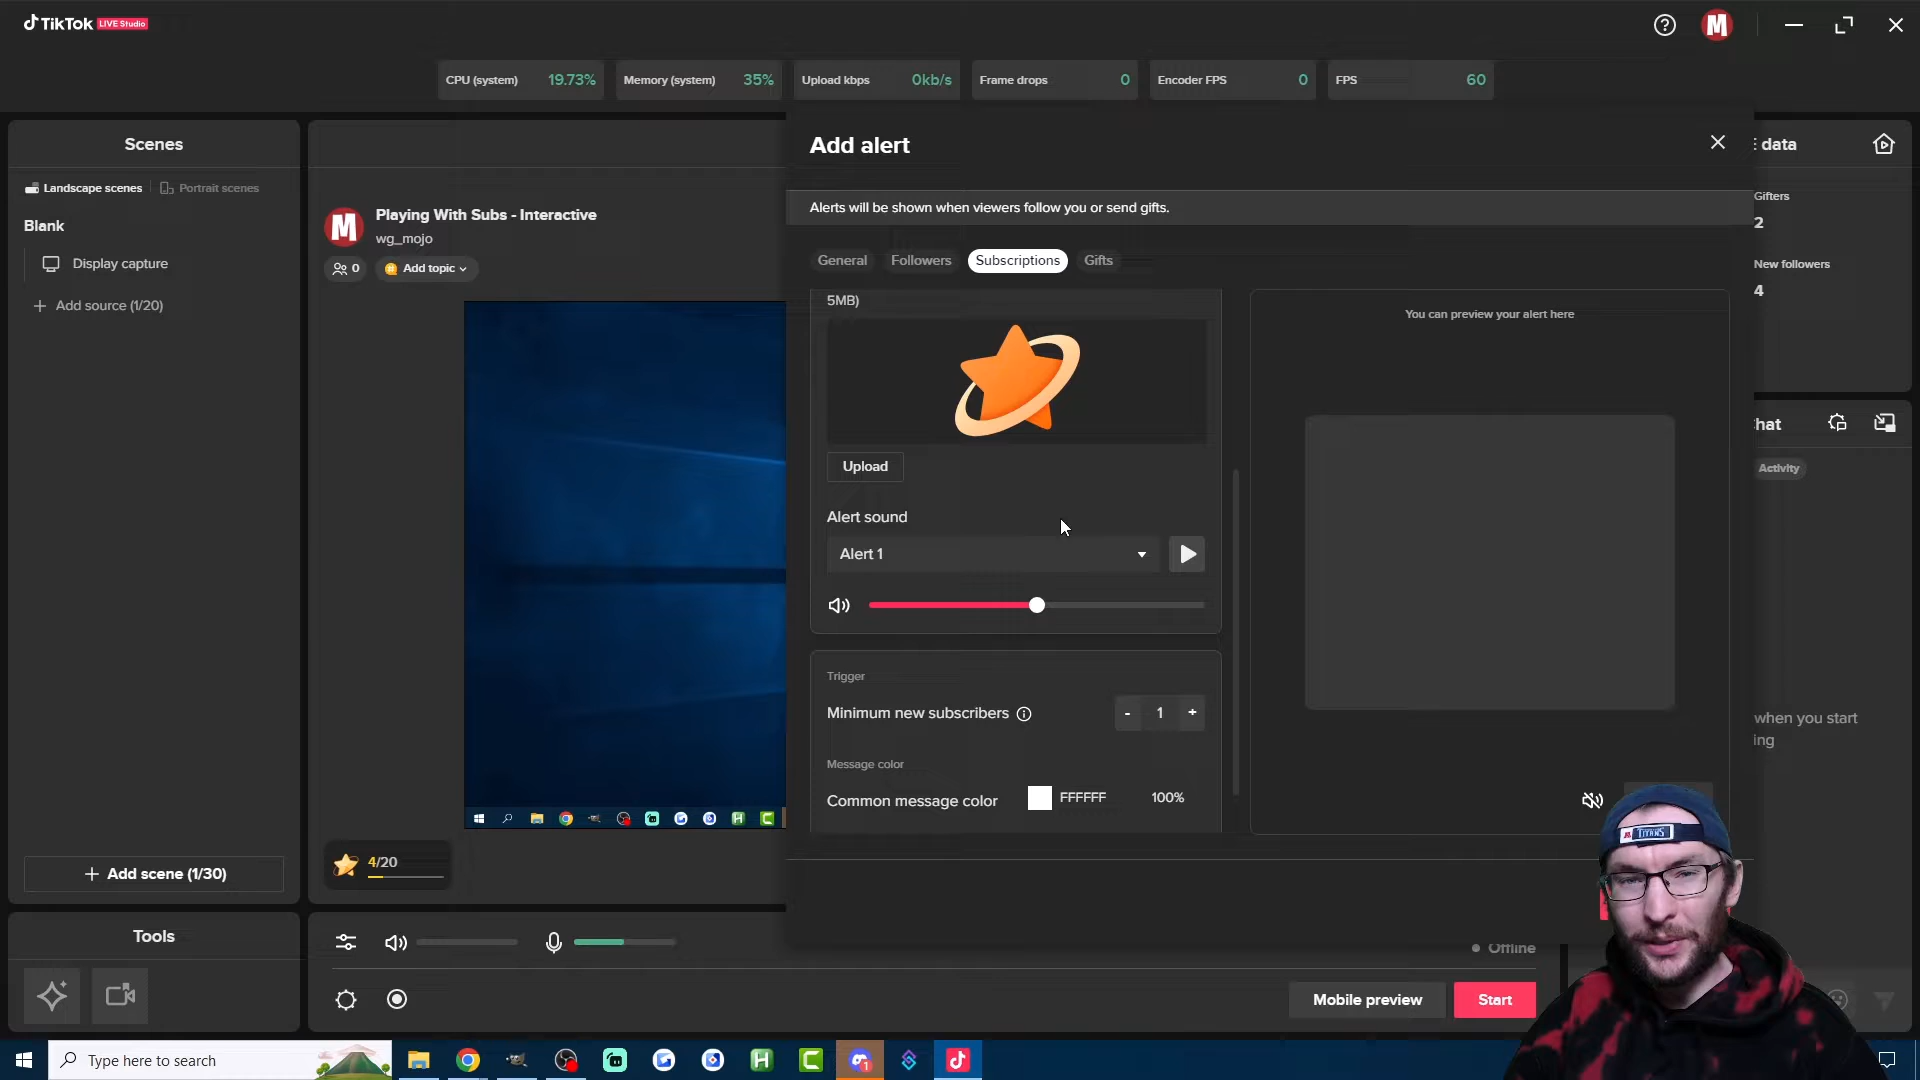 TikTok LIVE Studio
CPU (system) 19.73%
Memory (system) 35%
Upload kbps 0kb/s
Frame drops 0
Encoder FPS 0
FPS 60
Scenes
Landscape scenes
Portrait scenes
Blank
Display capture
+ Add source (1/20)
+ Add scene (1/30)
Tools
M
Playing With Subs - Interactive
wg_mojo
0
Add topic
4/20
Add alert
Alerts will be shown when viewers follow you or send gifts.
General
Followers
Subscriptions
Gifts
5MB)
Upload
Alert sound
Alert 1
Trigger
Minimum new subscribers
- 1 +
Message color
Common message color
FFFFFF
100%
You can preview your alert here
data
Gifters
2
New followers
4
hat
Activity
when you start
ing
TITANS
Offline
Mobile preview
Start
Type here to search